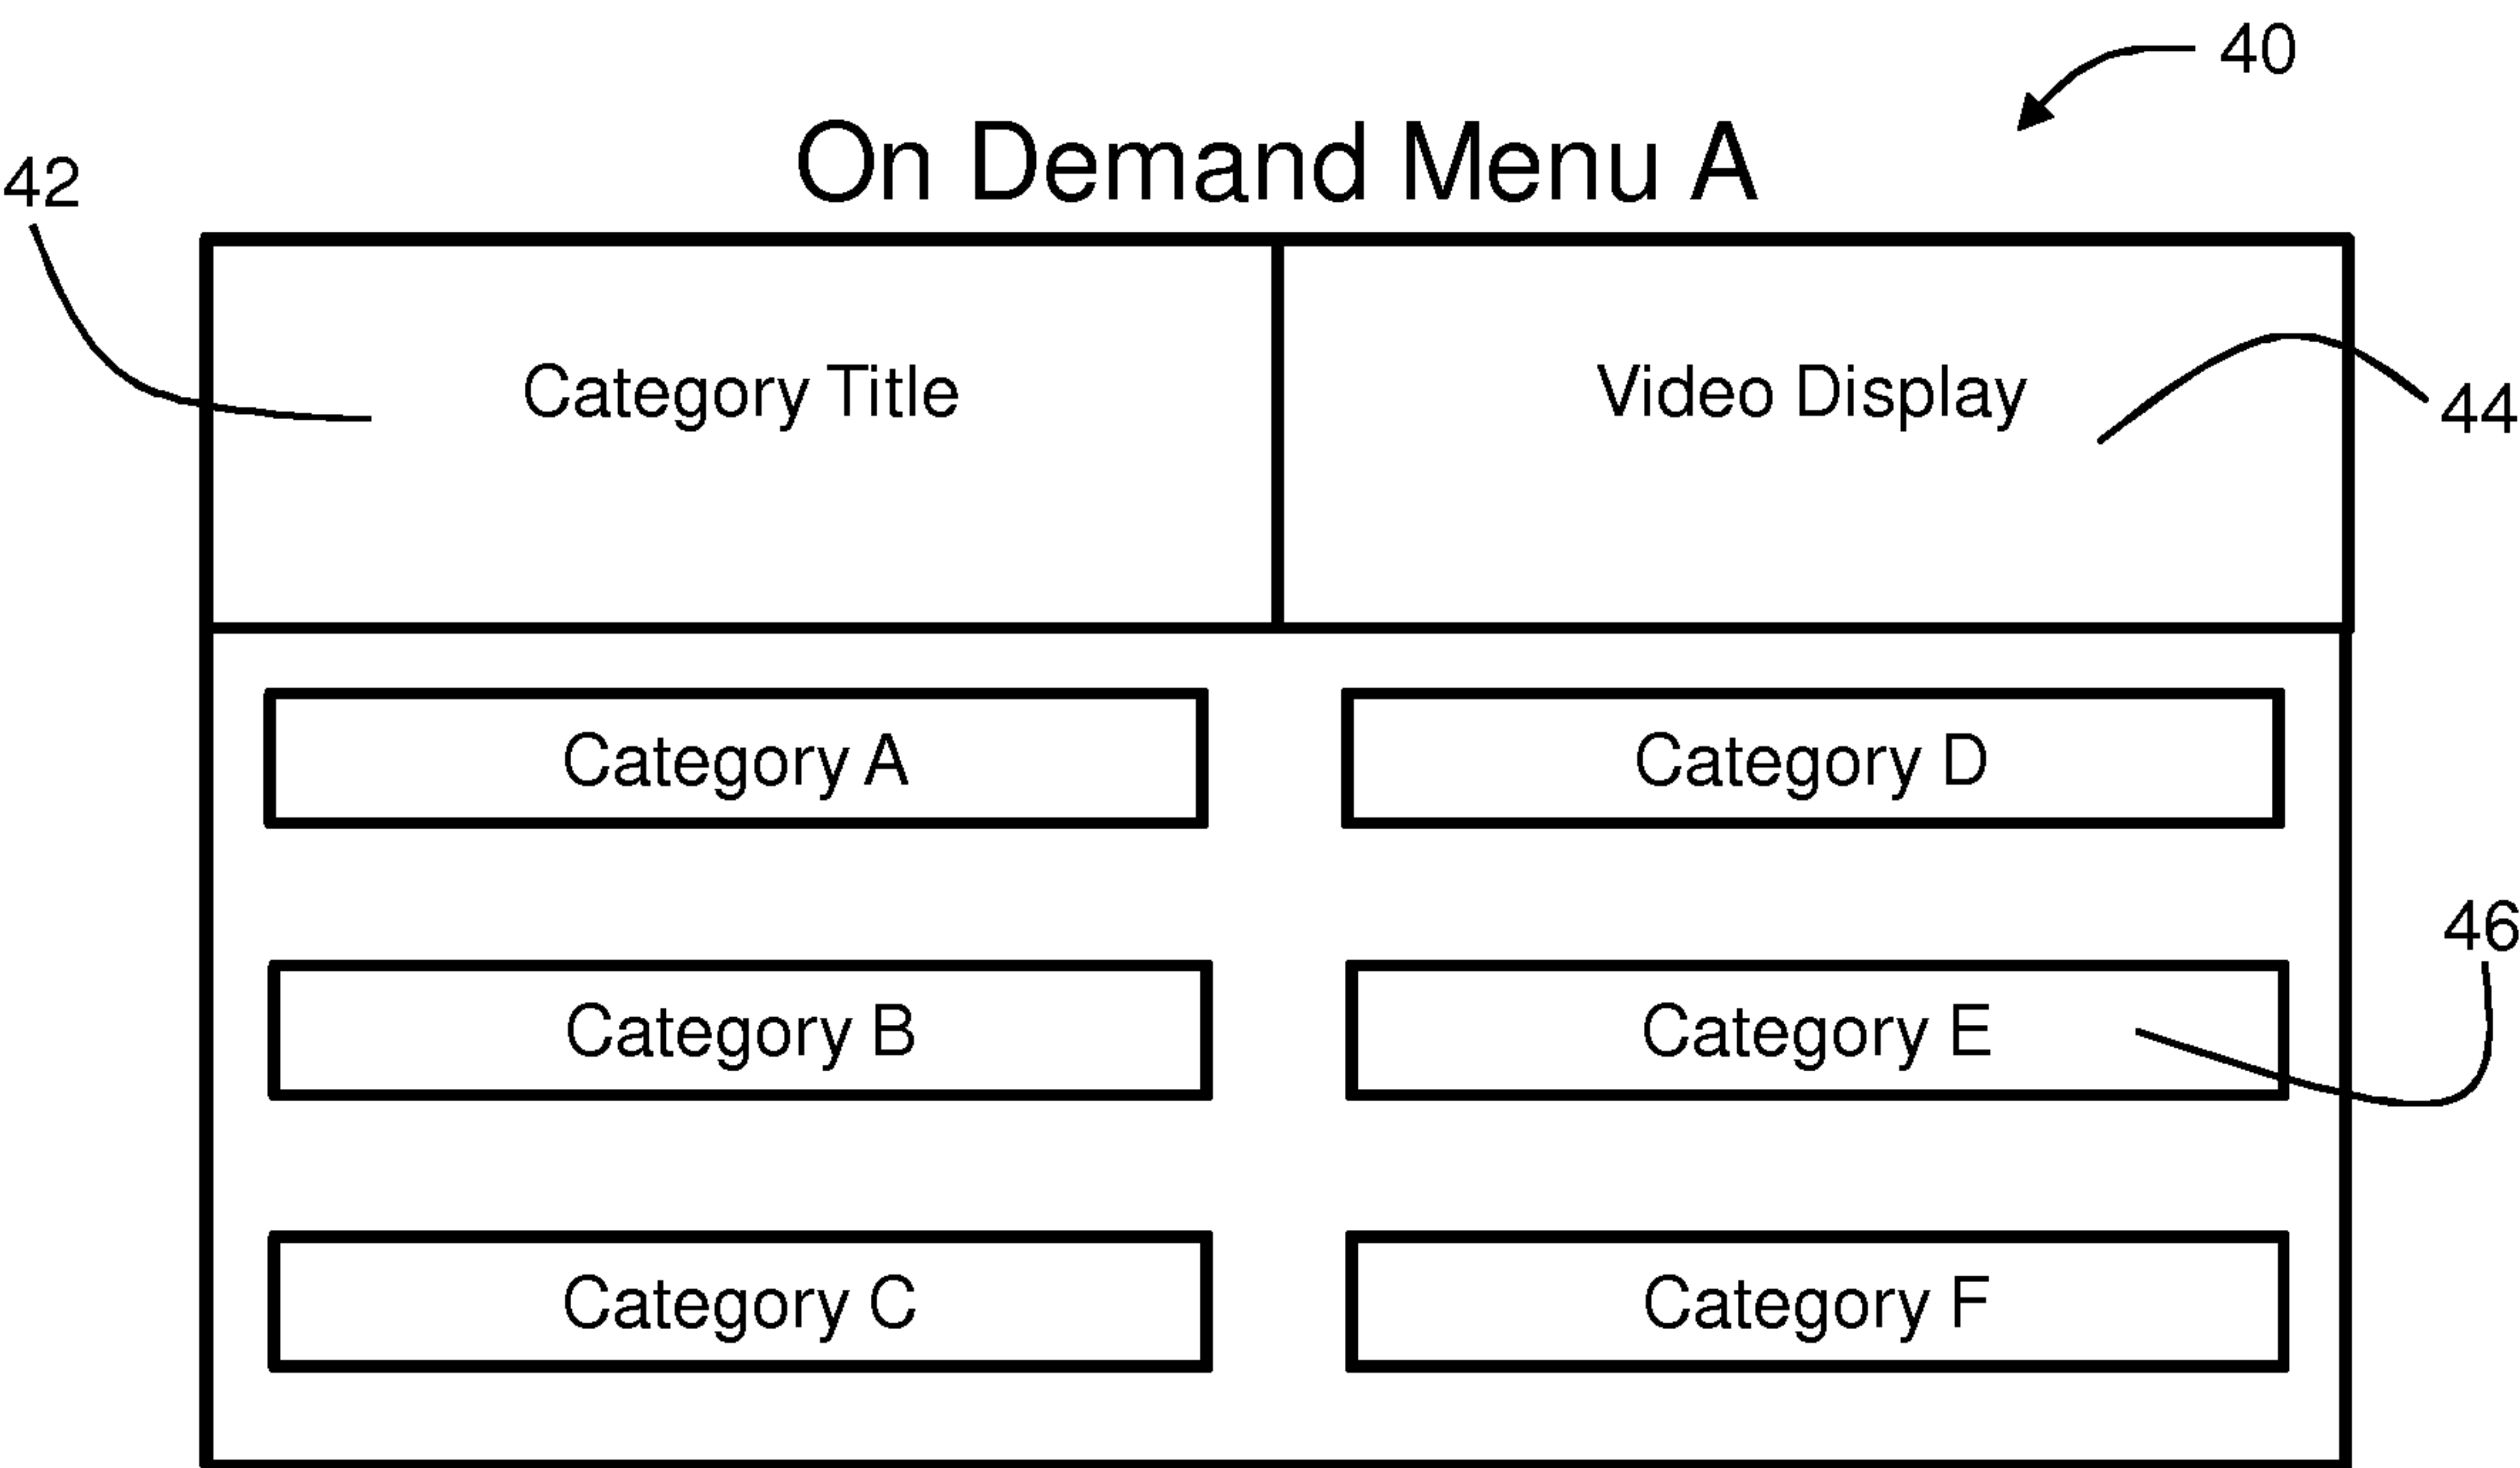 40
On Demand Menu A
42
Category Title
Video Display
44
Category A
Category D
46
Category B
Category E
Category C
Category F